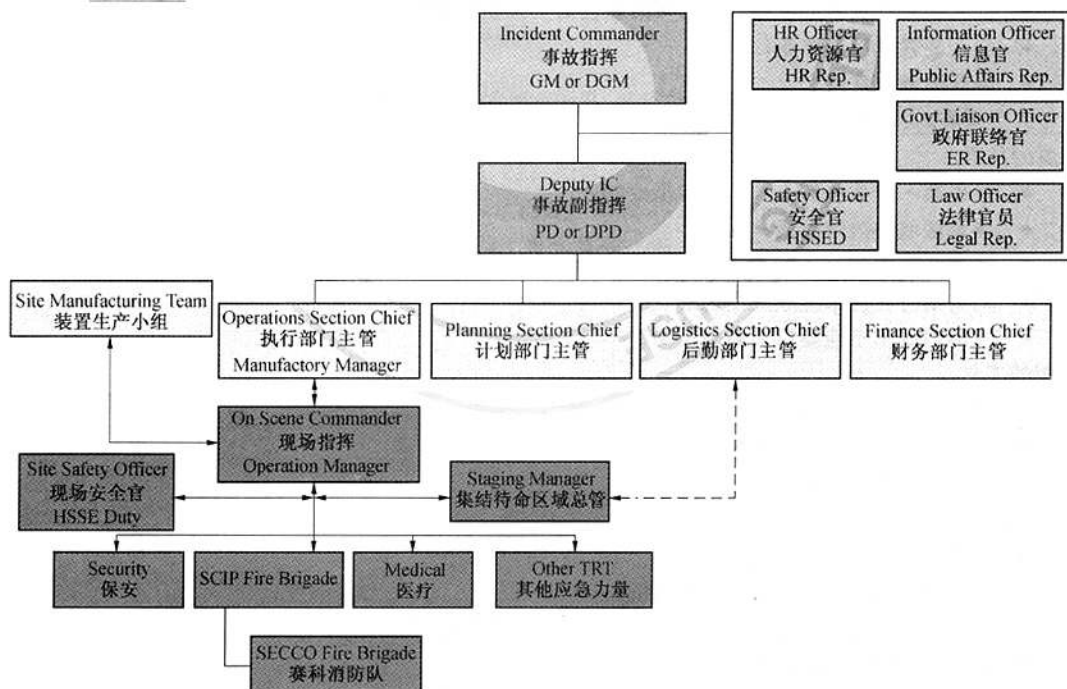 Incident Commander
事故指挥
GM or DGM
HR Officer
人力资源官
HR Rep.
Information Officer
信息官
Public Affairs Rep.
Govt.Liaison Officer
政府联络官
ER Rep.
Deputy IC
事故副指挥
PD or DPD
Safety Officer
安全官
HSSED
Law Officer
法律官员
Legal Rep.
Site Manufacturing Team
装置生产小组
Operations Section Chief
执行部门主管
Manufactory Manager
Planning Section Chief
计划部门主管
Logistics Section Chief
后勤部门主管
Finance Section Chief
财务部门主管
On Scene Commander
现场指挥
Operation Manager
Site Safety Officer
现场安全官
HSSE Duty
Staging Manager
集结待命区域总管
Security
保安
SCIP Fire Brigade
Medical
医疗
Other TRT
其他应急力量
SECCO Fire Brigade
赛科消防队